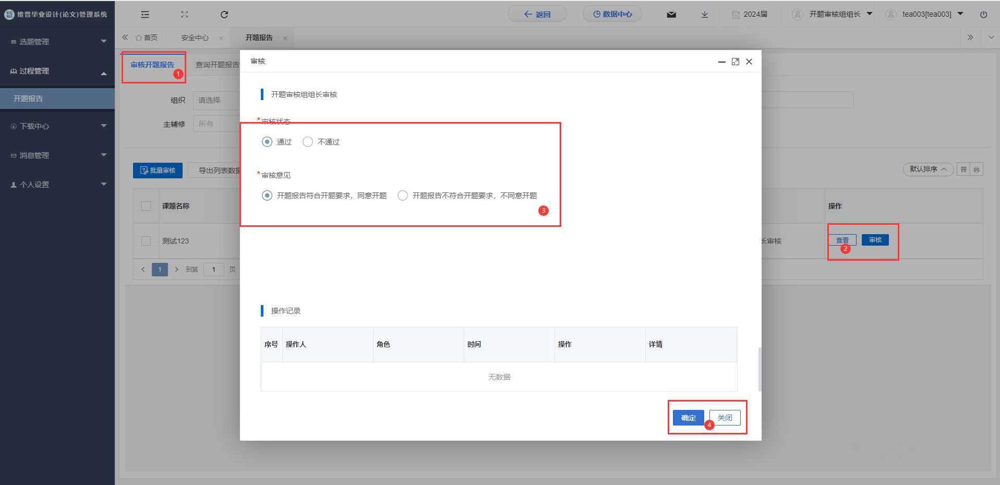 维普毕业设计(论文)管理系统
返回
数据中心
2024届
开题审核组组长
tea003[tea003]
选题管理
过程管理
开题报告
下载中心
消息管理
个人设置
首页
安全中心
开题报告
审核开题报告
1
查询开题报告
组织
请选择
主辅修
所有
批量审核
导出列表数据
默认排序
课题名称
操作
测试123
长审核
查看
审核
2
1
到第
1
页
审核
开题审核组组长审核
*审核状态
通过
不通过
*审核意见
开题报告符合开题要求，同意开题
开题报告不符合开题要求，不同意开题
3
操作记录
序号
操作人
角色
时间
操作
详情
无数据
确定
关闭
4